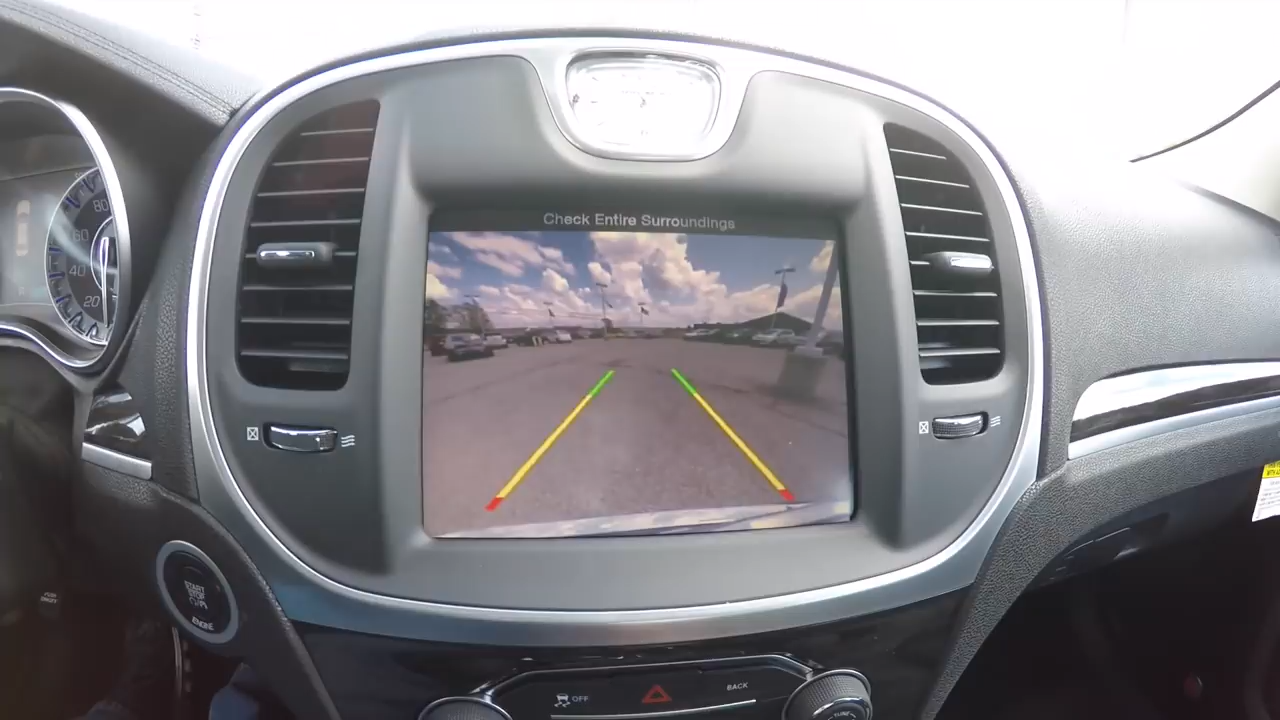 Check Entire Surroundings
80
60
40
20
START
STOP
ENGINE
OFF
BACK